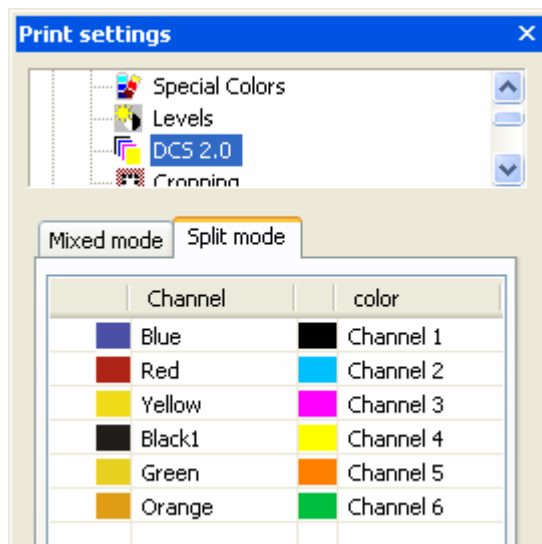 Print settings
Special Colors
Levels
DCS 2.0
Cropping
Mixed mode Split mode
Channel color
Blue Channel 1
Red Channel 2
Yellow Channel 3
Black1 Channel 4
Green Channel 5
Orange Channel 6